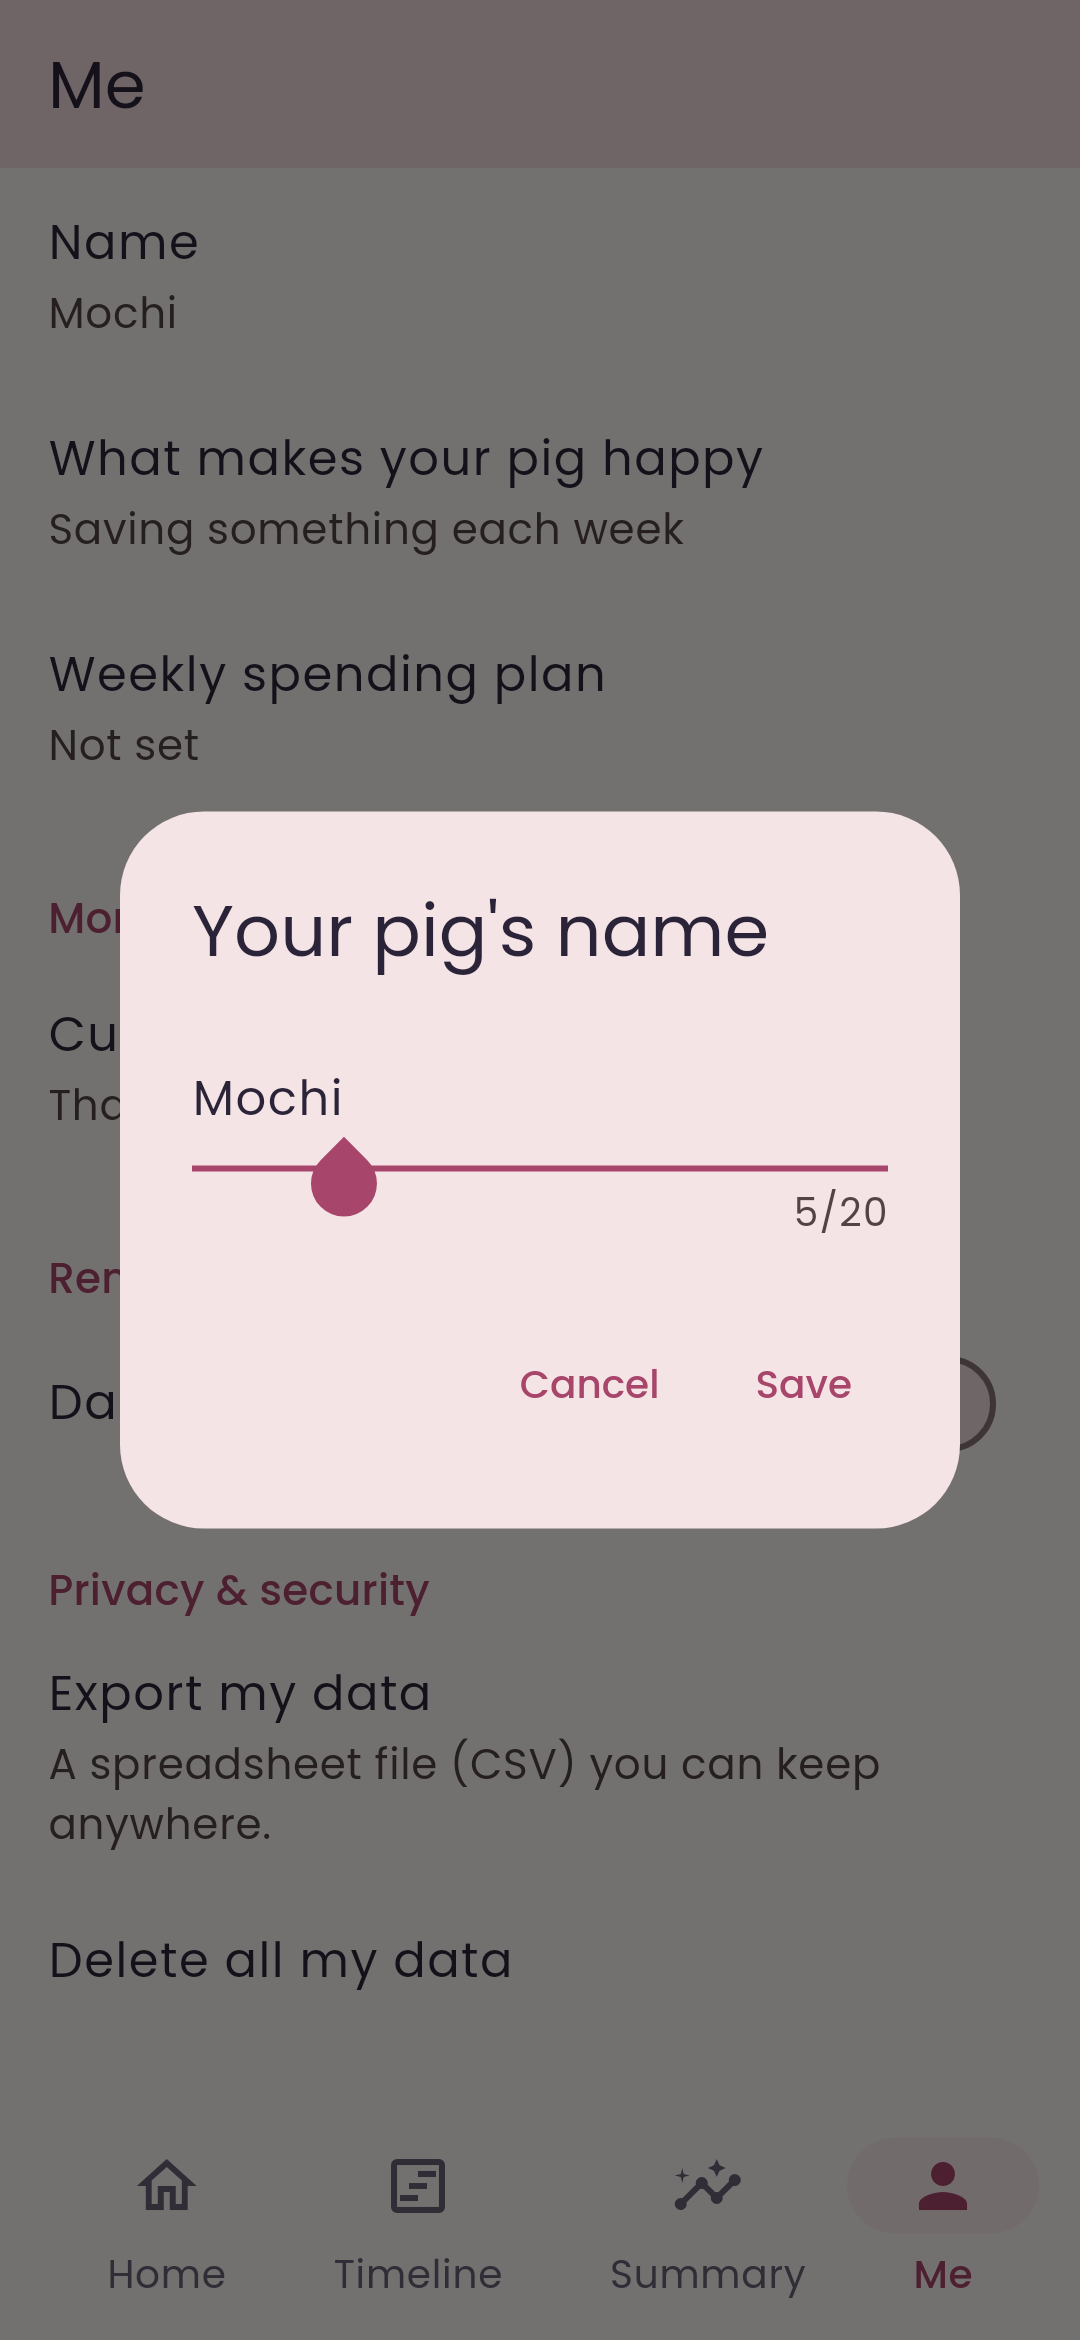 Me
Name
Mochi
What makes your pig happy
Saving something each week
Weekly spending plan
Not set
Your pig's name
Mochi
5/20
Cancel
Save
Privacy & security
Export my data
A spreadsheet file (CSV) you can keep
anywhere.
Delete all my data
Home
Timeline
Summary
Me